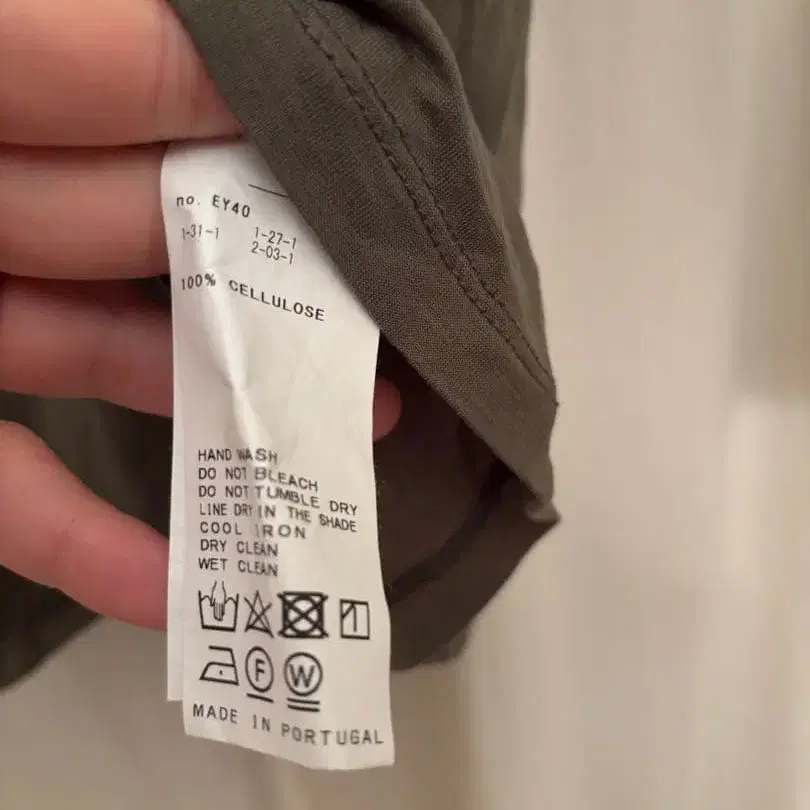 no. EY40
1-31-1 1-27-1
2-03-1
100% CELLULOSE
HAND WASH
DO NOT BLEACH
DO NOT TUMBLE DRY
LINE DRY IN THE SHADE
COOL IRON
DRY CLEAN
WET CLEAN
F W
MADE IN PORTUGAL